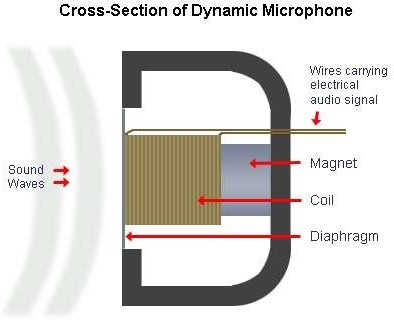 Cross-Section of Dynamic Microphone
Wires carrying
electrical
audio signal
Sound
Waves
Magnet
Coil
Diaphragm